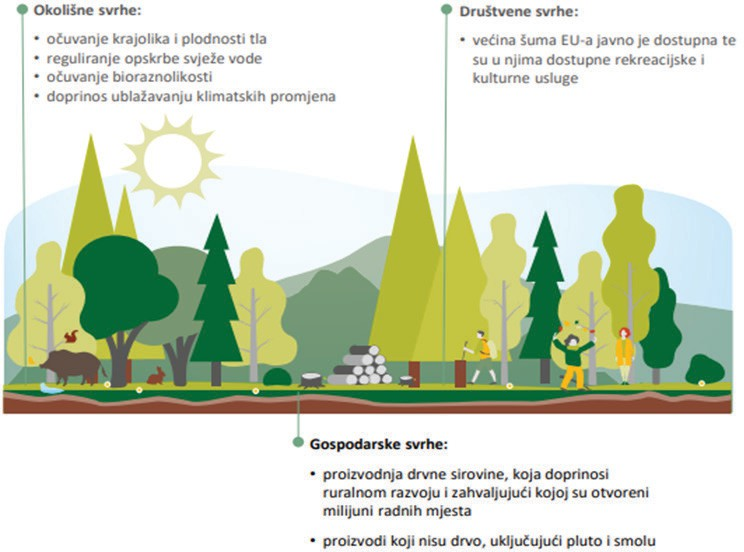 Okolišne svrhe:
• očuvanje krajolika i plodnosti tla
• reguliranje opskrbe svježe vode
• očuvanje bioraznolikosti
• doprinos ublažavanju klimatskih promjena
Društvene svrhe:
• većina šuma EU-a javno je dostupna te
su u njima dostupne rekreacijske i
kulturne usluge
Gospodarske svrhe:
• proizvodnja drvne sirovine, koja doprinosi
ruralnom razvoju i zahvaljujući kojoj su otvoreni
milijuni radnih mjesta
• proizvodi koji nisu drvo, uključujući pluto i smolu